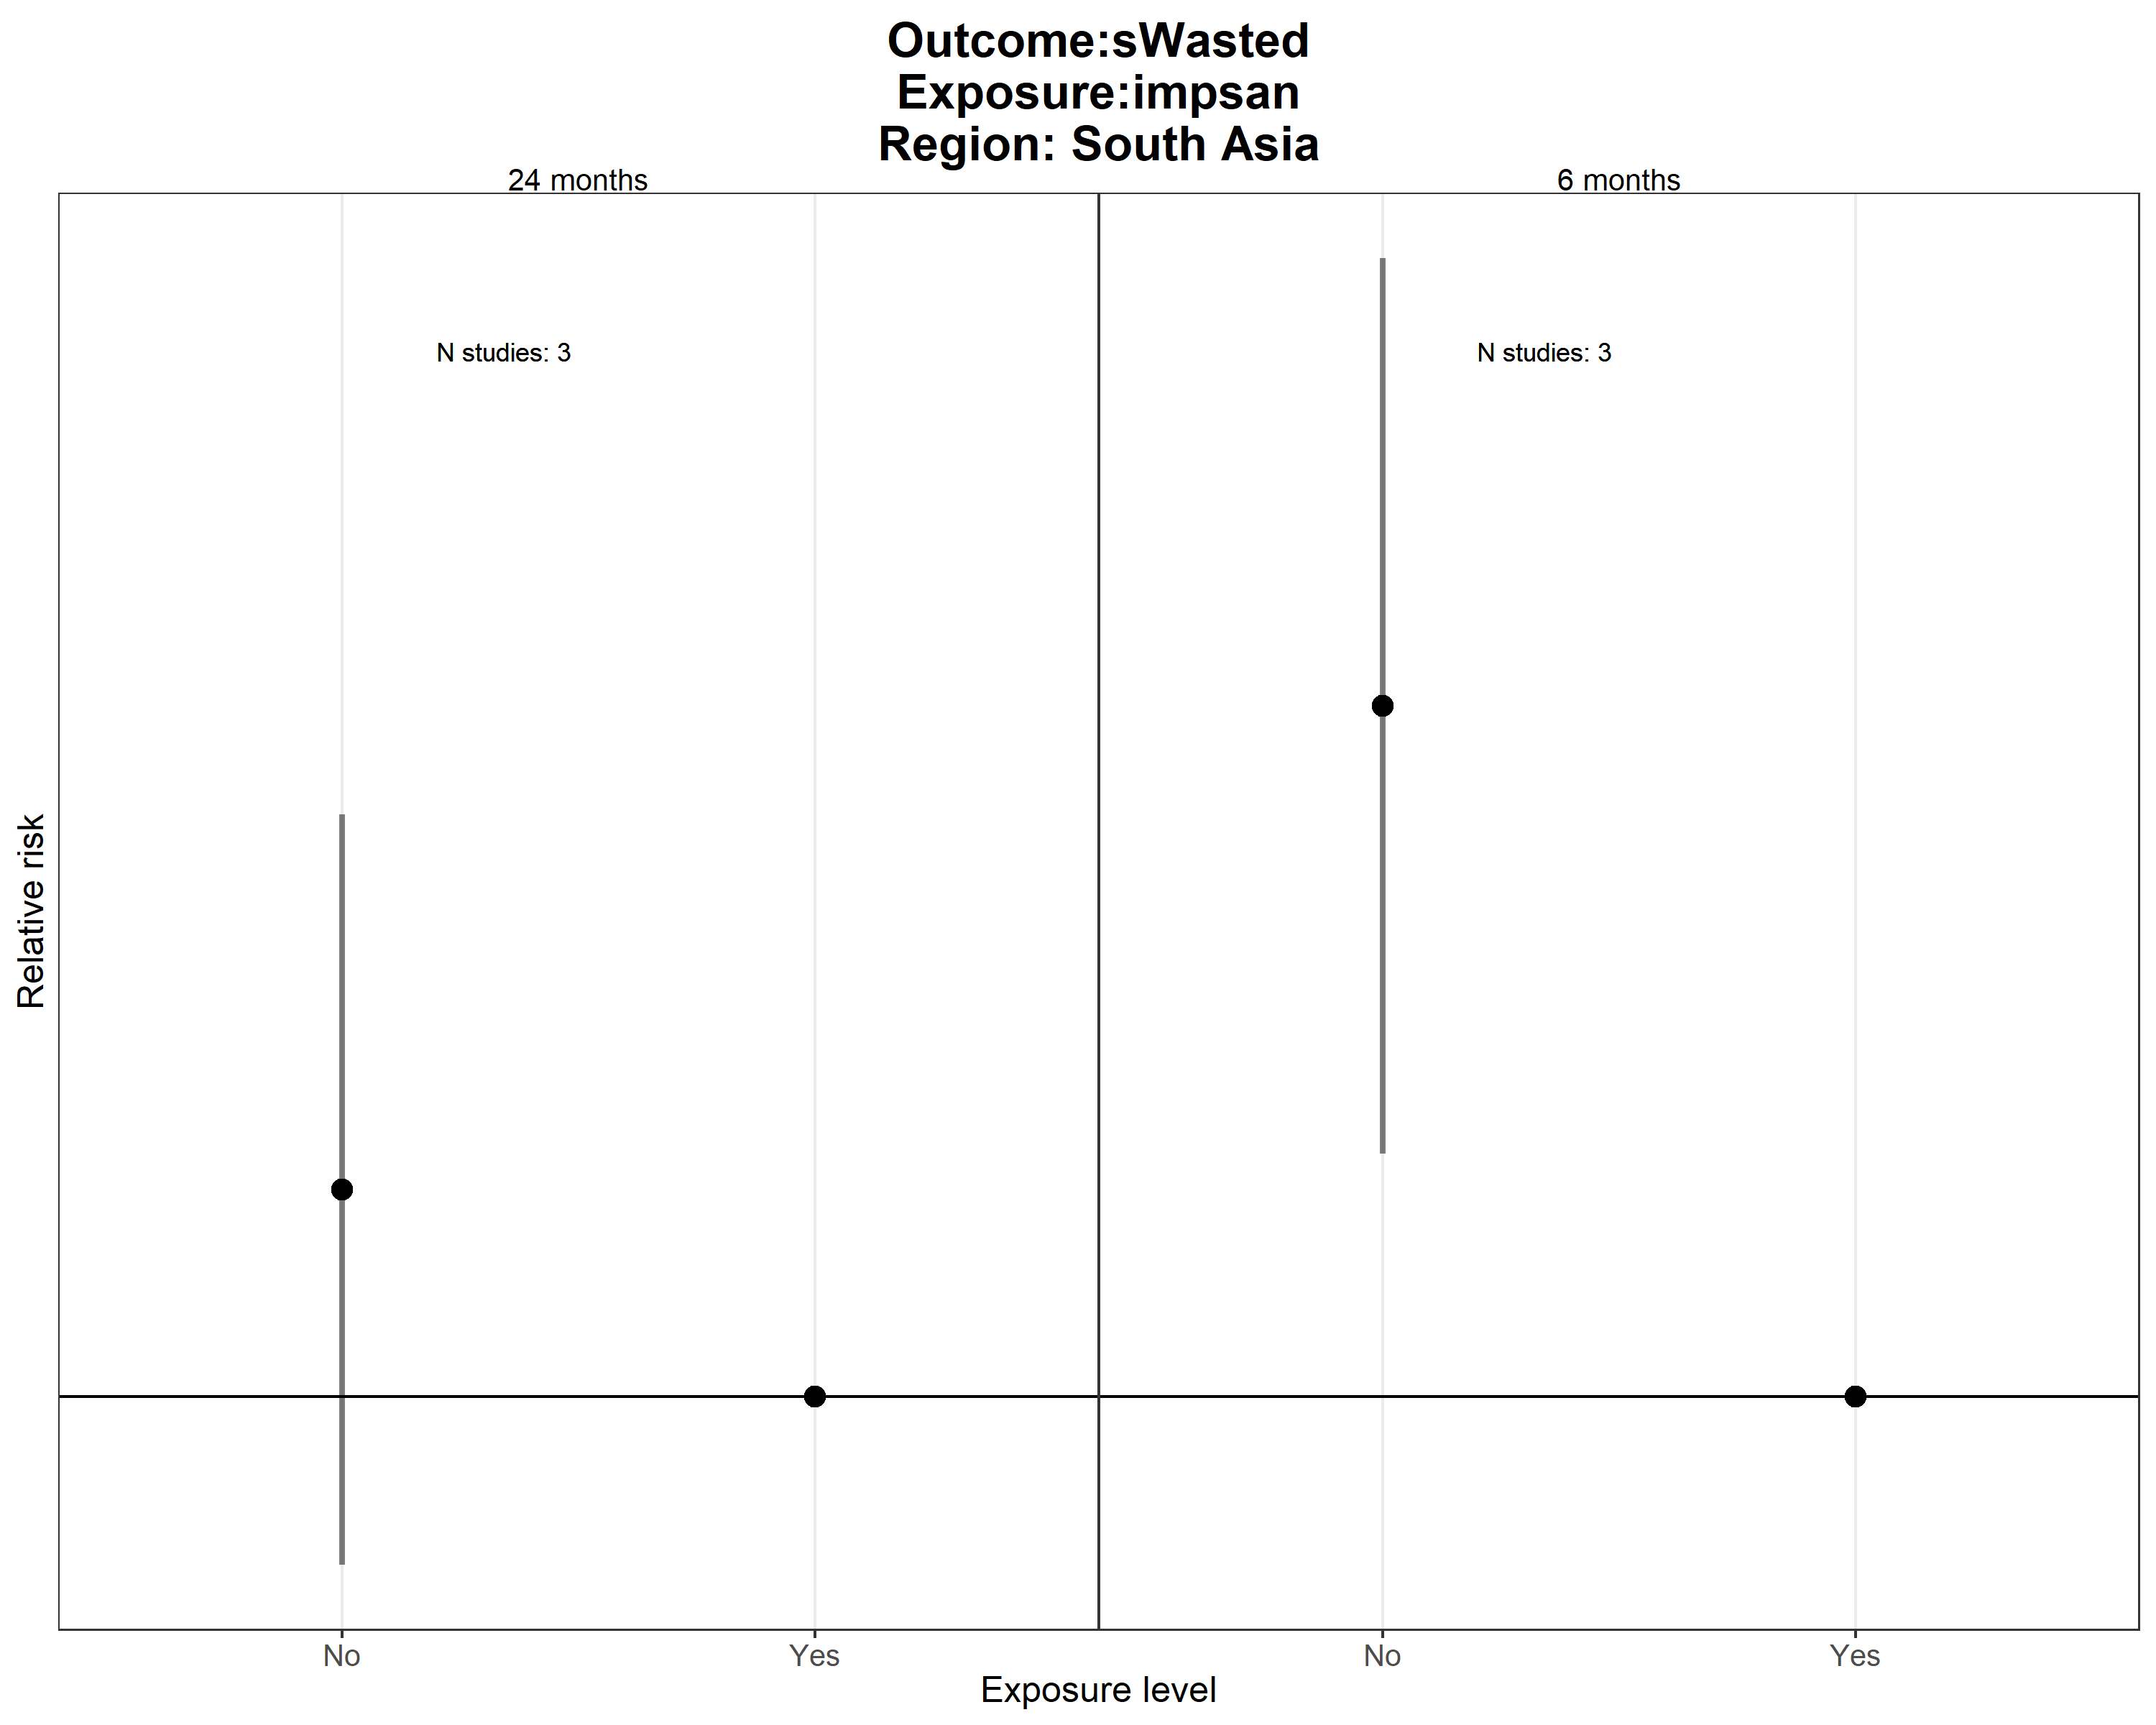 Outcome:sWasted
Exposure:impsan
Region: South Asia
24 months
6 months
N studies: 3
N studies: 3
Relative risk
No
Yes
No
Yes
Exposure level